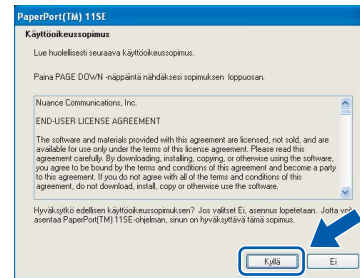 PaperPort(TM) 11SE
Käyttöoikeussopimus
Lue huolellisesti seuraava käyttöoikeussopimus.
Paina PAGE DOWN -näppäintä nähdäksesi sopimuksen loppuosan.
Nuance Communications, Inc.
END-USER LICENSE AGREEMENT
The software and materials provided with this agreement are licensed, not sold, and are
available for use only under the terms of this license agreement. Please read this
agreement carefully. By downloading, installing, copying, or otherwise using the software,
you agree to be bound by the terms and conditions of this agreement and become a party
to this agreement. If you do not agree with all of the terms and conditions of this
agreement, do not download, install, copy or otherwise use the software.
Hyväksytkö edellisen käyttöoikeussopimuksen? Jos valitset Ei, asennus lopetetaan. Jotta
asentaa PaperPort(TM) 11SE-ohjelman, sinun on hyväksyttävä tämä sopimus.
Kyllä
Ei